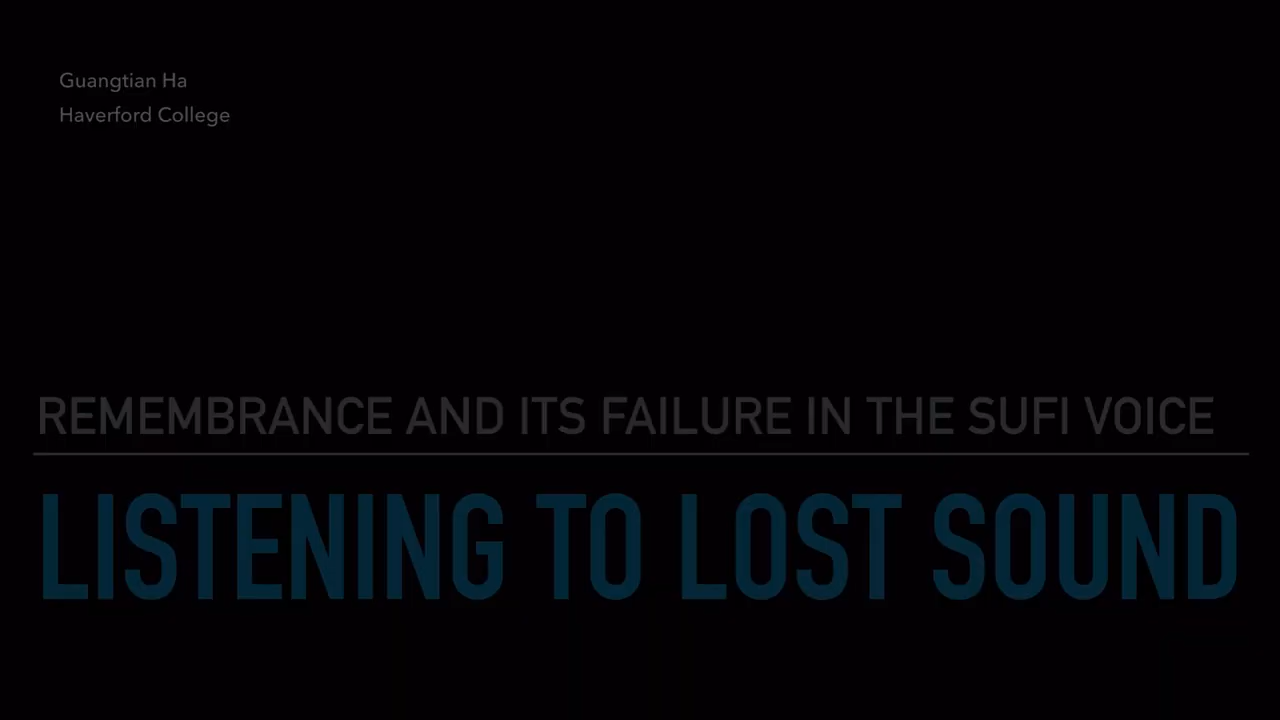 Guangtian Ha
Haverford College
REMEMBRANCE AND ITS FAILURE IN THE SUFI VOICE
LISTENING TO LOST SOUND